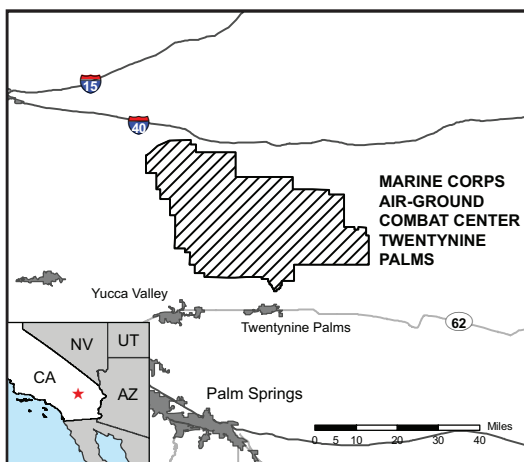 15
40
MARINE CORPS
AIR-GROUND
COMBAT CENTER
TWENTYNINE
PALMS
Yucca Valley
Twentynine Palms
62
NV
UT
CA
AZ
Palm Springs
Miles
0 5 10 20 30 40